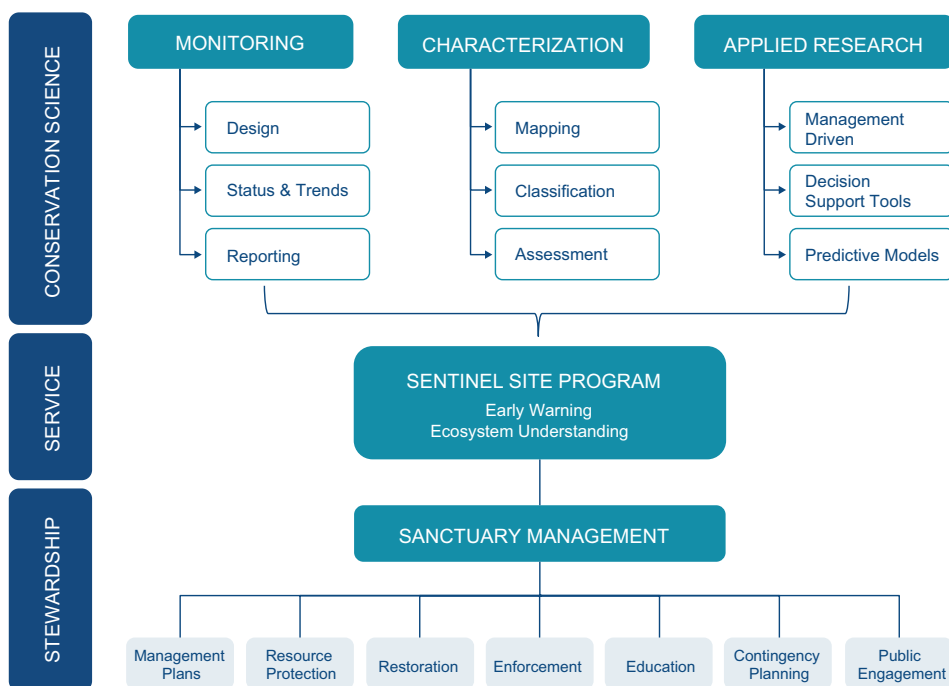 CONSERVATION SCIENCE
MONITORING
Design
Status & Trends
Reporting
CHARACTERIZATION
Mapping
Classification
Assessment
APPLIED RESEARCH
Management
Driven
Decision
Support Tools
Predictive Models
SERVICE
SENTINEL SITE PROGRAM
Early Warning
Ecosystem Understanding
STEWARDSHIP
SANCTUARY MANAGEMENT
Management
Plans
Resource
Protection
Restoration
Enforcement
Education
Contingency
Planning
Public
Engagement